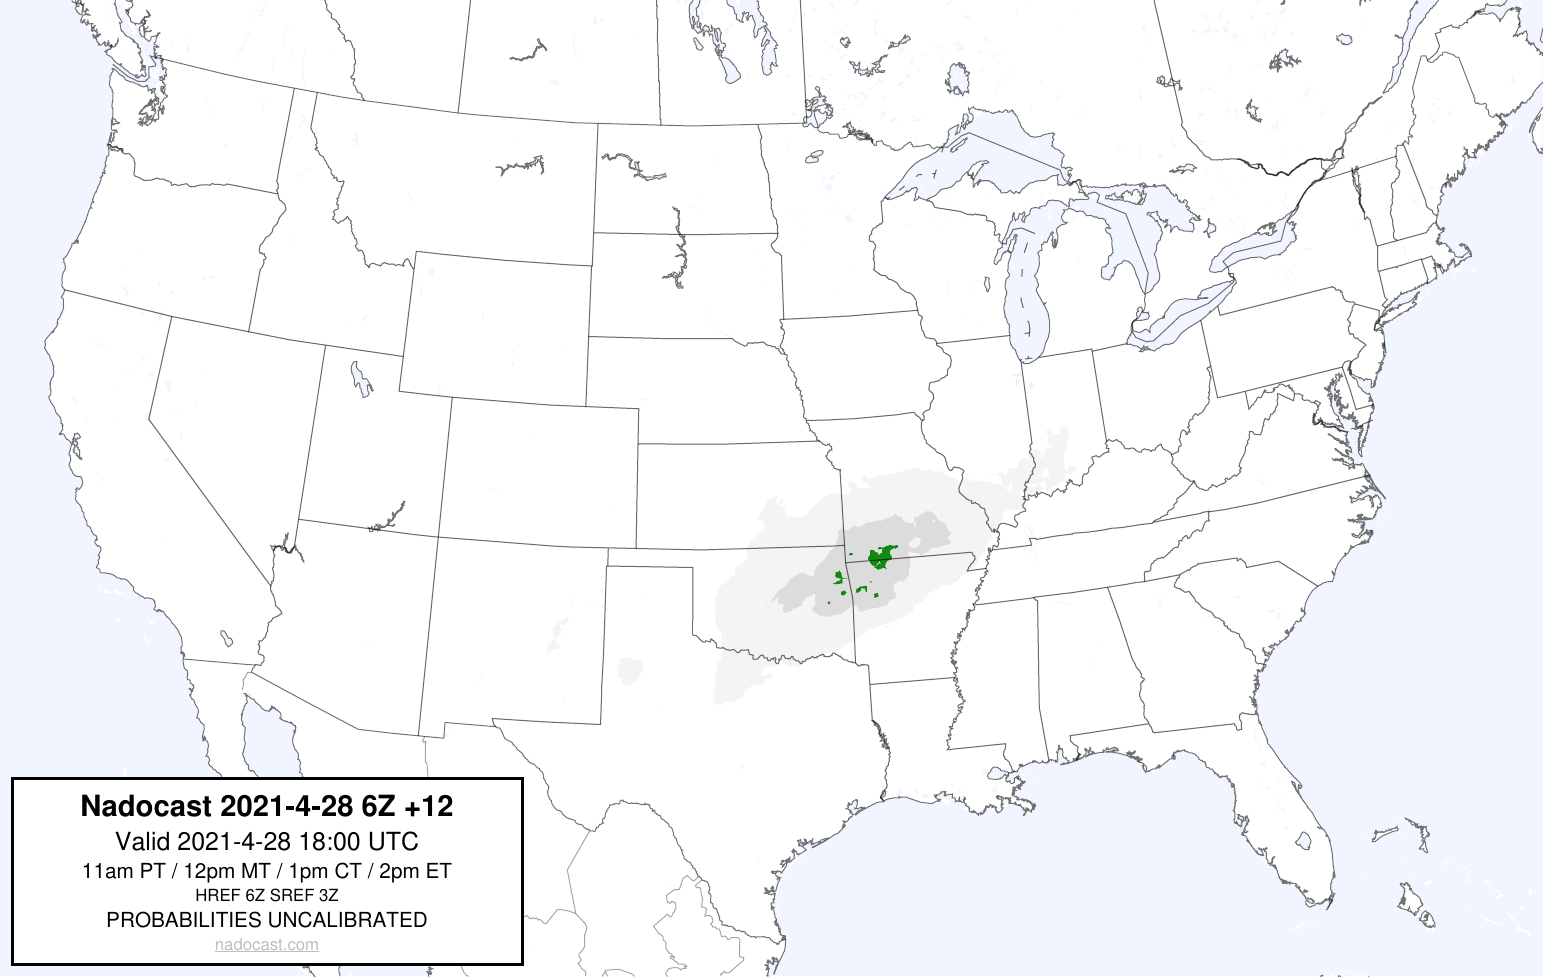 Nadocast 2021-4-28 6Z +12
Valid 2021-4-28 18:00 UTC
11am PT / 12pm MT / 1pm CT / 2pm ET
HREF 6Z SREF 3Z
PROBABILITIES UNCALIBRATED
nadocast.com